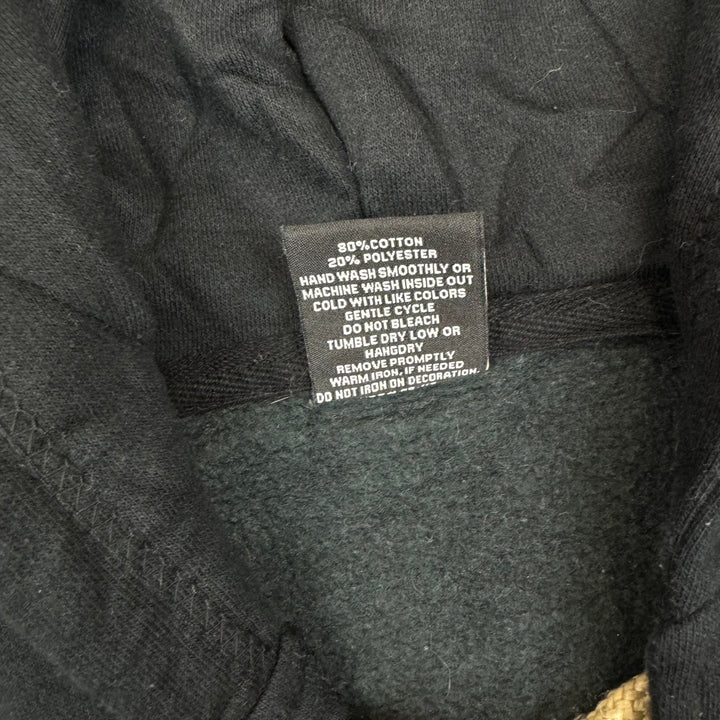 80%COTTON
20% POLYESTER
HAND WASH SMOOTHLY OR
MACHINE WASH INSIDE OUT
COLD WITH LIKE COLORS
GENTLE CYCLE
DO NOT BLEACH
TUMBLE DRY LOW OR
HANGDRY
REMOVE PROMPTLY
WARM IRON, IF NEEDED
DO NOT IRON ON DECORATION.